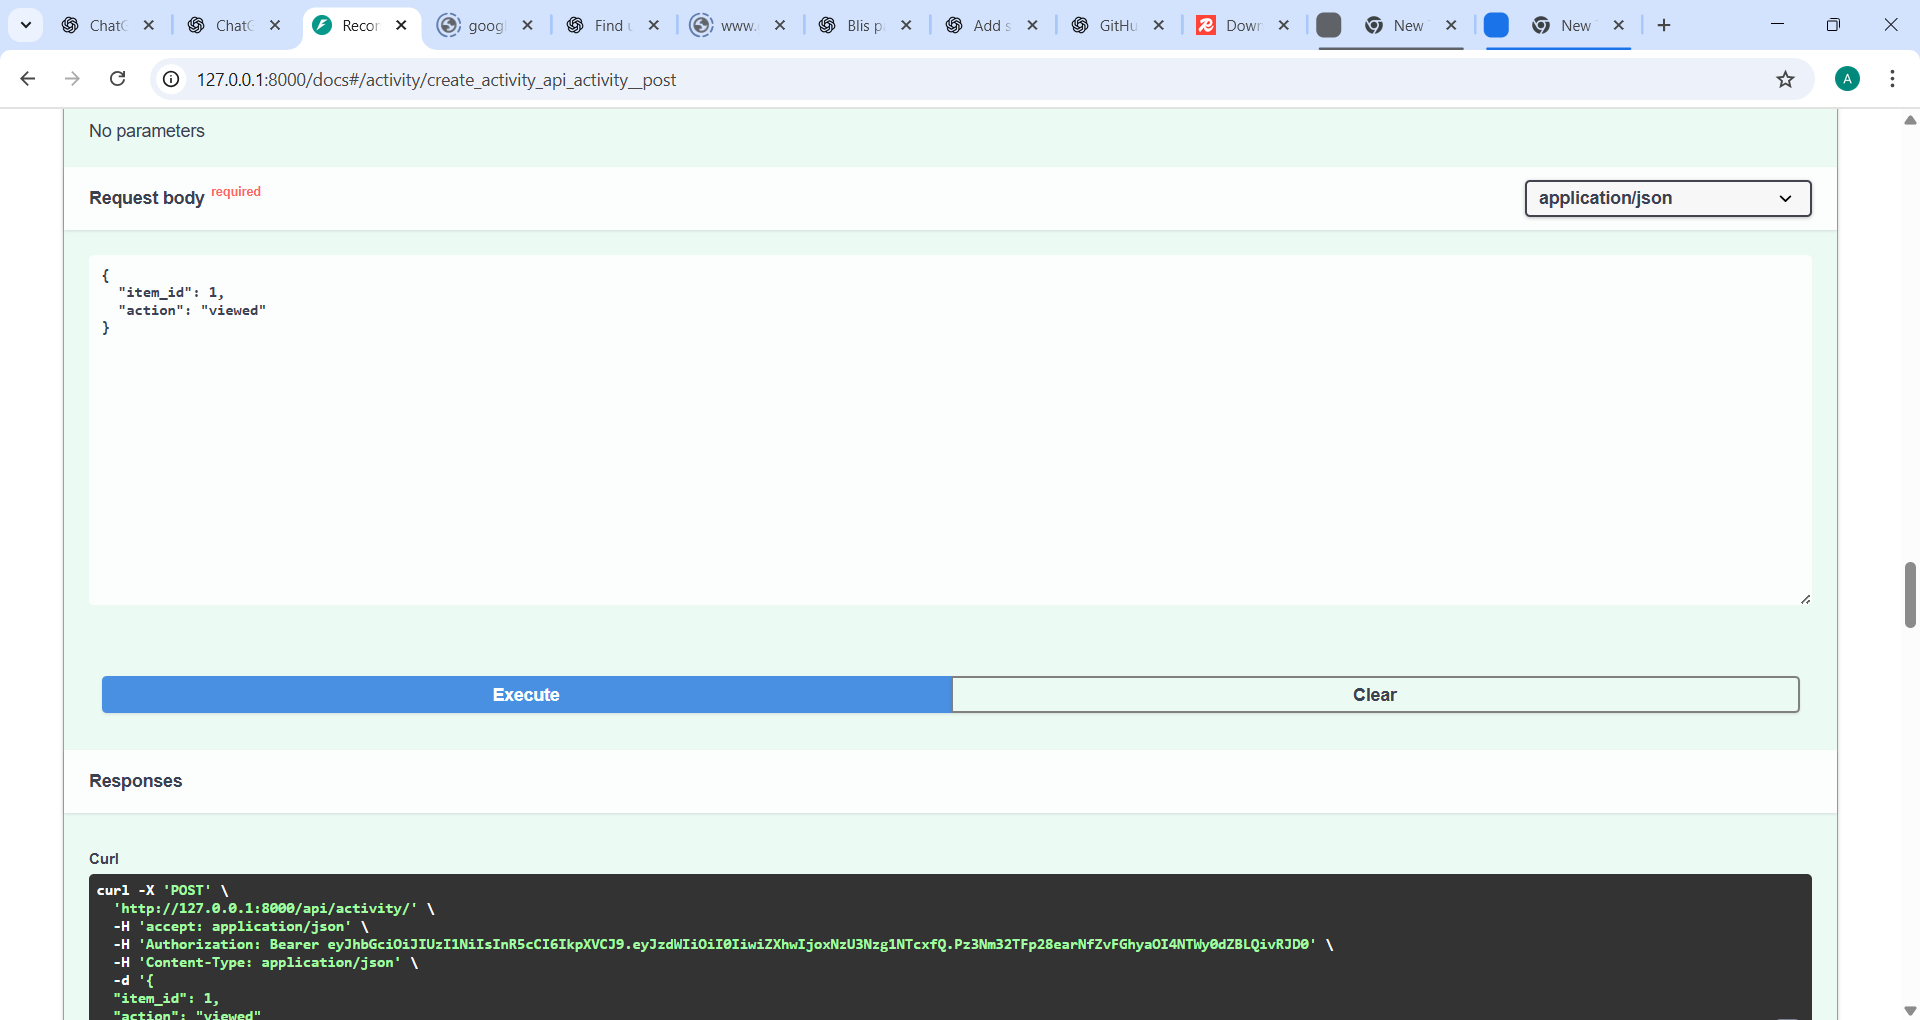 ChatG
ChatG
Recor
goog
Find u
www.
Blis p
Add s
GitHu
Down
New
New
127.0.0.1:8000/docs#/activity/create_activity_api_activity__post
A
No parameters
Request body required
application/json
{
"item_id": 1,
"action": "viewed"
}
Execute
Clear
Responses
Curl
curl -X 'POST' \
'http://127.0.0.1:8000/api/activity/' \
-H 'accept: application/json' \
-H 'Authorization: Bearer eyJhbGciOiJIUzI1NiIsInR5cCI6IkpXVCJ9.eyJzdWIiOiI0IiwiZXhwIjoxNzU3Nzg1NTcxfQ.Pz3Nm32TFp28earNfZvFGhyaOI4NTWy0dZBLQivRJD0' \
-H 'Content-Type: application/json' \
-d '{
"item_id": 1,
"action": "viewed"